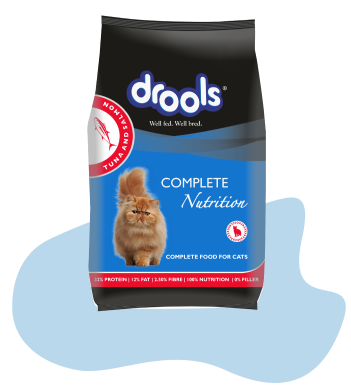 drools®
Well fed. Well bred.
TUNA AND SALMON
COMPLETE
Nutrition
COMPLETE FOOD FOR CATS
32% PROTEIN | 12% FAT | 2.50% FIBRE | 100% NUTRITION | 0% FILLER